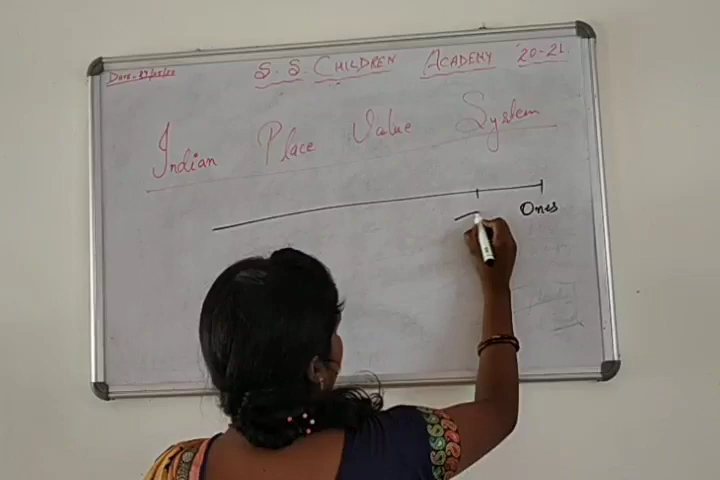 S. S. CHILDREN ACADEMY '20-21.
Indian Place Value System
Ones